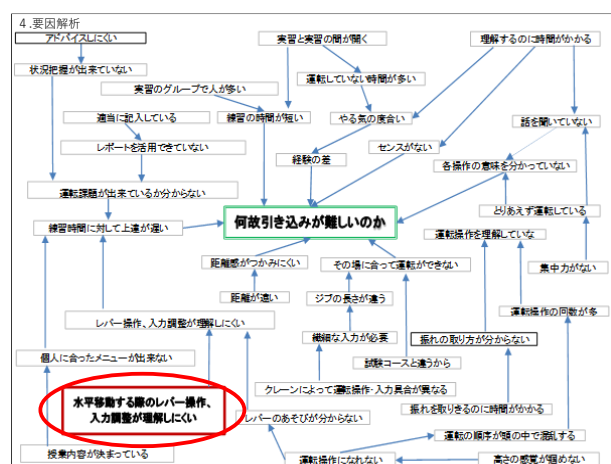 4.要因解析
アドバイスしにくい
実習と実習の間が開く
理解するのに時間がかかる
状況把握が出来ていない
運転していない時間が多い
実習のグループで人が多い
適当に記入している
練習の時間が短い
やる気の度合い
話を聞いていない
レポートを活用できていない
センスがない
経験の差
各操作の意味を分かっていない
運転課題が出来ているか分からない
とりあえず運転している
練習時間に対して上達が遅い
何故引き込みが難しいのか
運転操作を理解していな
距離感がつかみにくい
その場に合って運転ができない
集中力がない
距離が遠い
ジブの長さが違う
レバー操作、入力調整が理解しにくい
運転操作の同数が多
繊細な入力が必要
振れの取り方が分からない
個人に合ったメニューが出来ない
試験コースと違うから
クレーンによって運転操作・入力具合が異なる
水平移動する際のレバー操作、
入力調整が理解しにくい
レバーのあそびが分からない
振れを取りきるのに時間がかかる
運転の順序が頭の中で混乱する
授業内容が決まっている
運転操作になれない
高さの感覚が掴めない